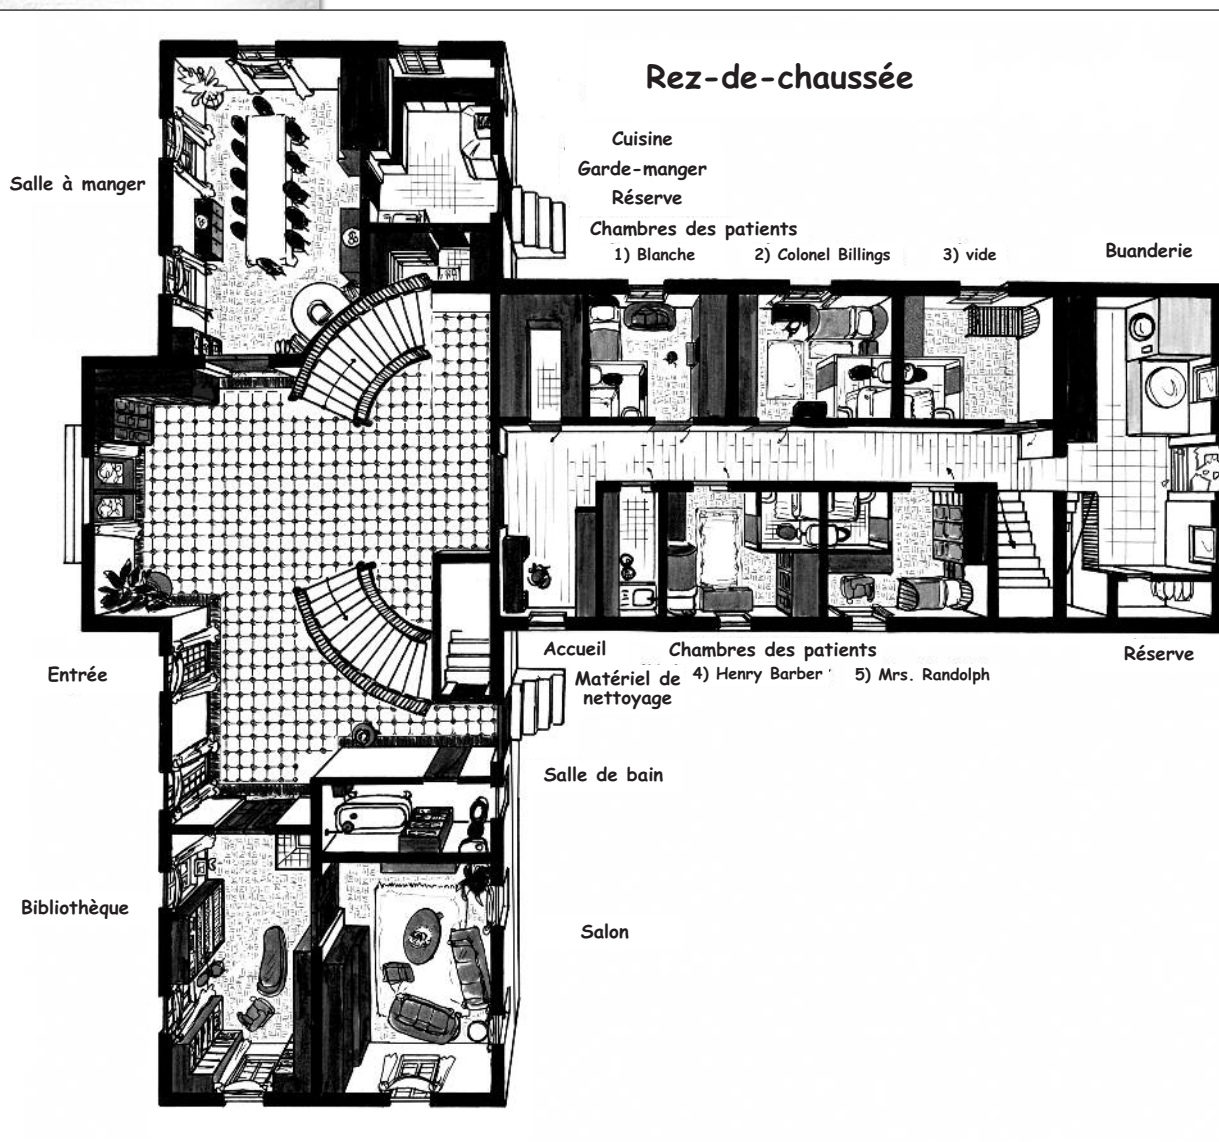 Rez-de-chaussée
Cuisine
Garde-manger
Salle à manger
Réserve
Chambres des patients
1) Blanche
2) Colonel Billings
3) vide
Buanderie
Accueil
Chambres des patients
Réserve
Entrée
Matériel de
nettoyage
4) Henry Barber
5) Mrs. Randolph
Salle de bain
Bibliothèque
Salon